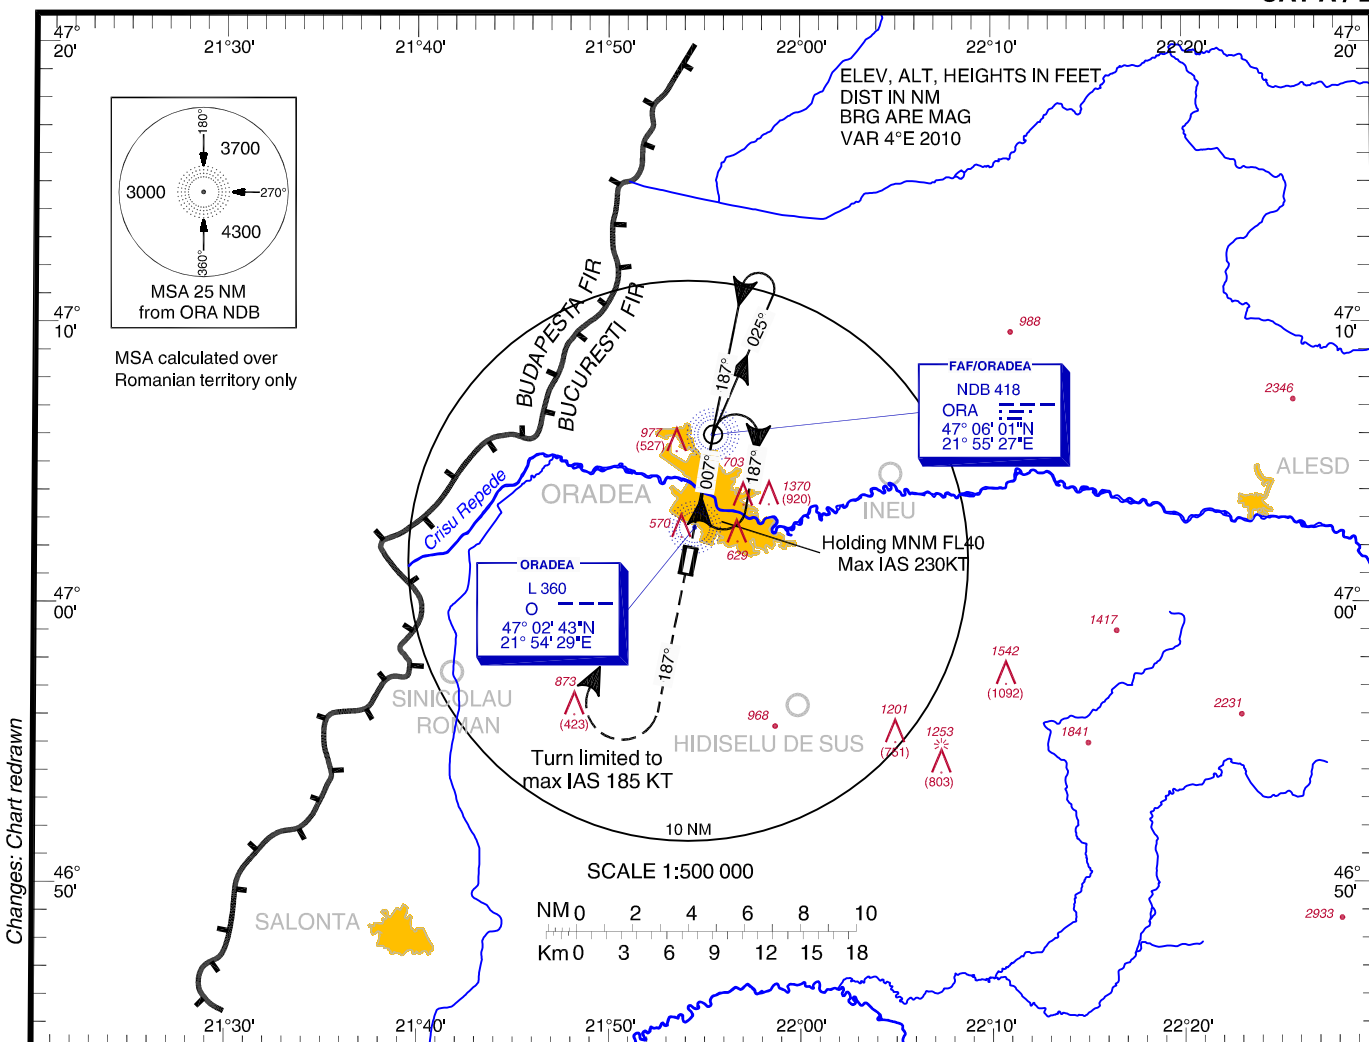 47°
20'
21°30'
21°40'
21°50'
22°00'
22°10'
22°20'
47°
20'
ELEV, ALT, HEIGHTS IN FEET
DIST IN NM
BRG ARE MAG
VAR 4°E 2010
180°
3700
3000
270°
4300
360°
MSA 25 NM
from ORA NDB
MSA calculated over
Romanian territory only
BUDAPESTA FIR
BUCURESTI FIR
47°
10'
47°
10'
025°
187°
988
2346
FAF/ORADEA
NDB 418
ORA
47° 06' 01"N
21° 55' 27"E
977
(527)
703
007°
187°
1370
(920)
ORADEA
Crisu Repede
570
629
INEU
ALESD
Holding MNM FL40
Max IAS 230KT
ORADEA
L 360
O
47° 02' 43"N
21° 54' 29"E
47°
00'
47°
00'
187°
1417
1542
(1092)
873
(423)
SINICOLAU
ROMAN
968
HIDISELU DE SUS
1201
(751)
1253
(803)
1841
2231
Turn limited to
max IAS 185 KT
10 NM
SCALE 1:500 000
46°
50'
46°
50'
NM 0 2 4 6 8 10
Km 0 3 6 9 12 15 18
SALONTA
2933
Changes: Chart redrawn
21°30'
21°40'
21°50'
22°00'
22°10'
22°20'